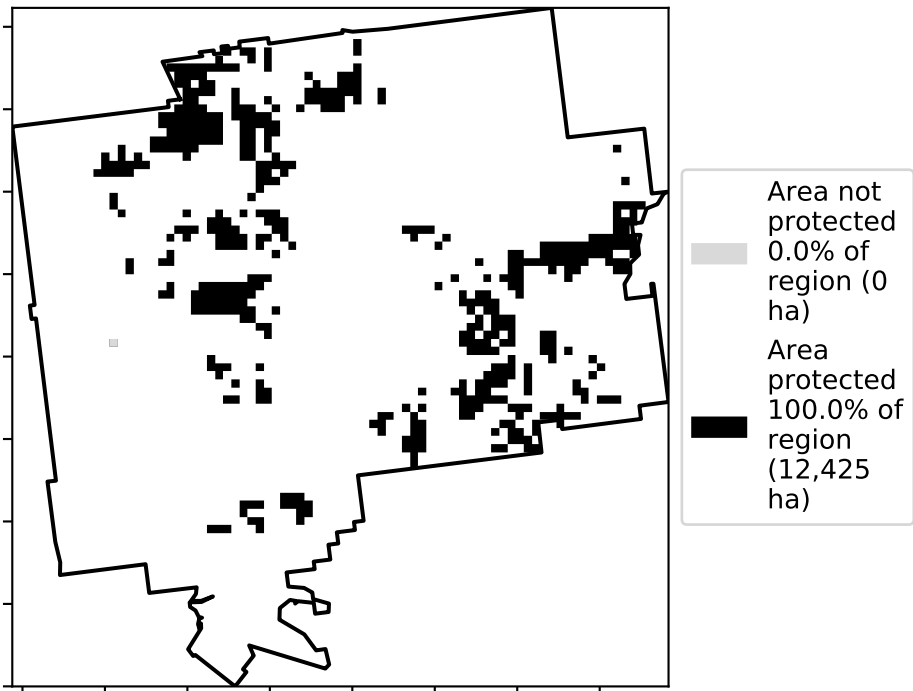 Area not
protected
0.0% of
region (0
ha)
Area
protected
100.0% of
region
(12,425
ha)